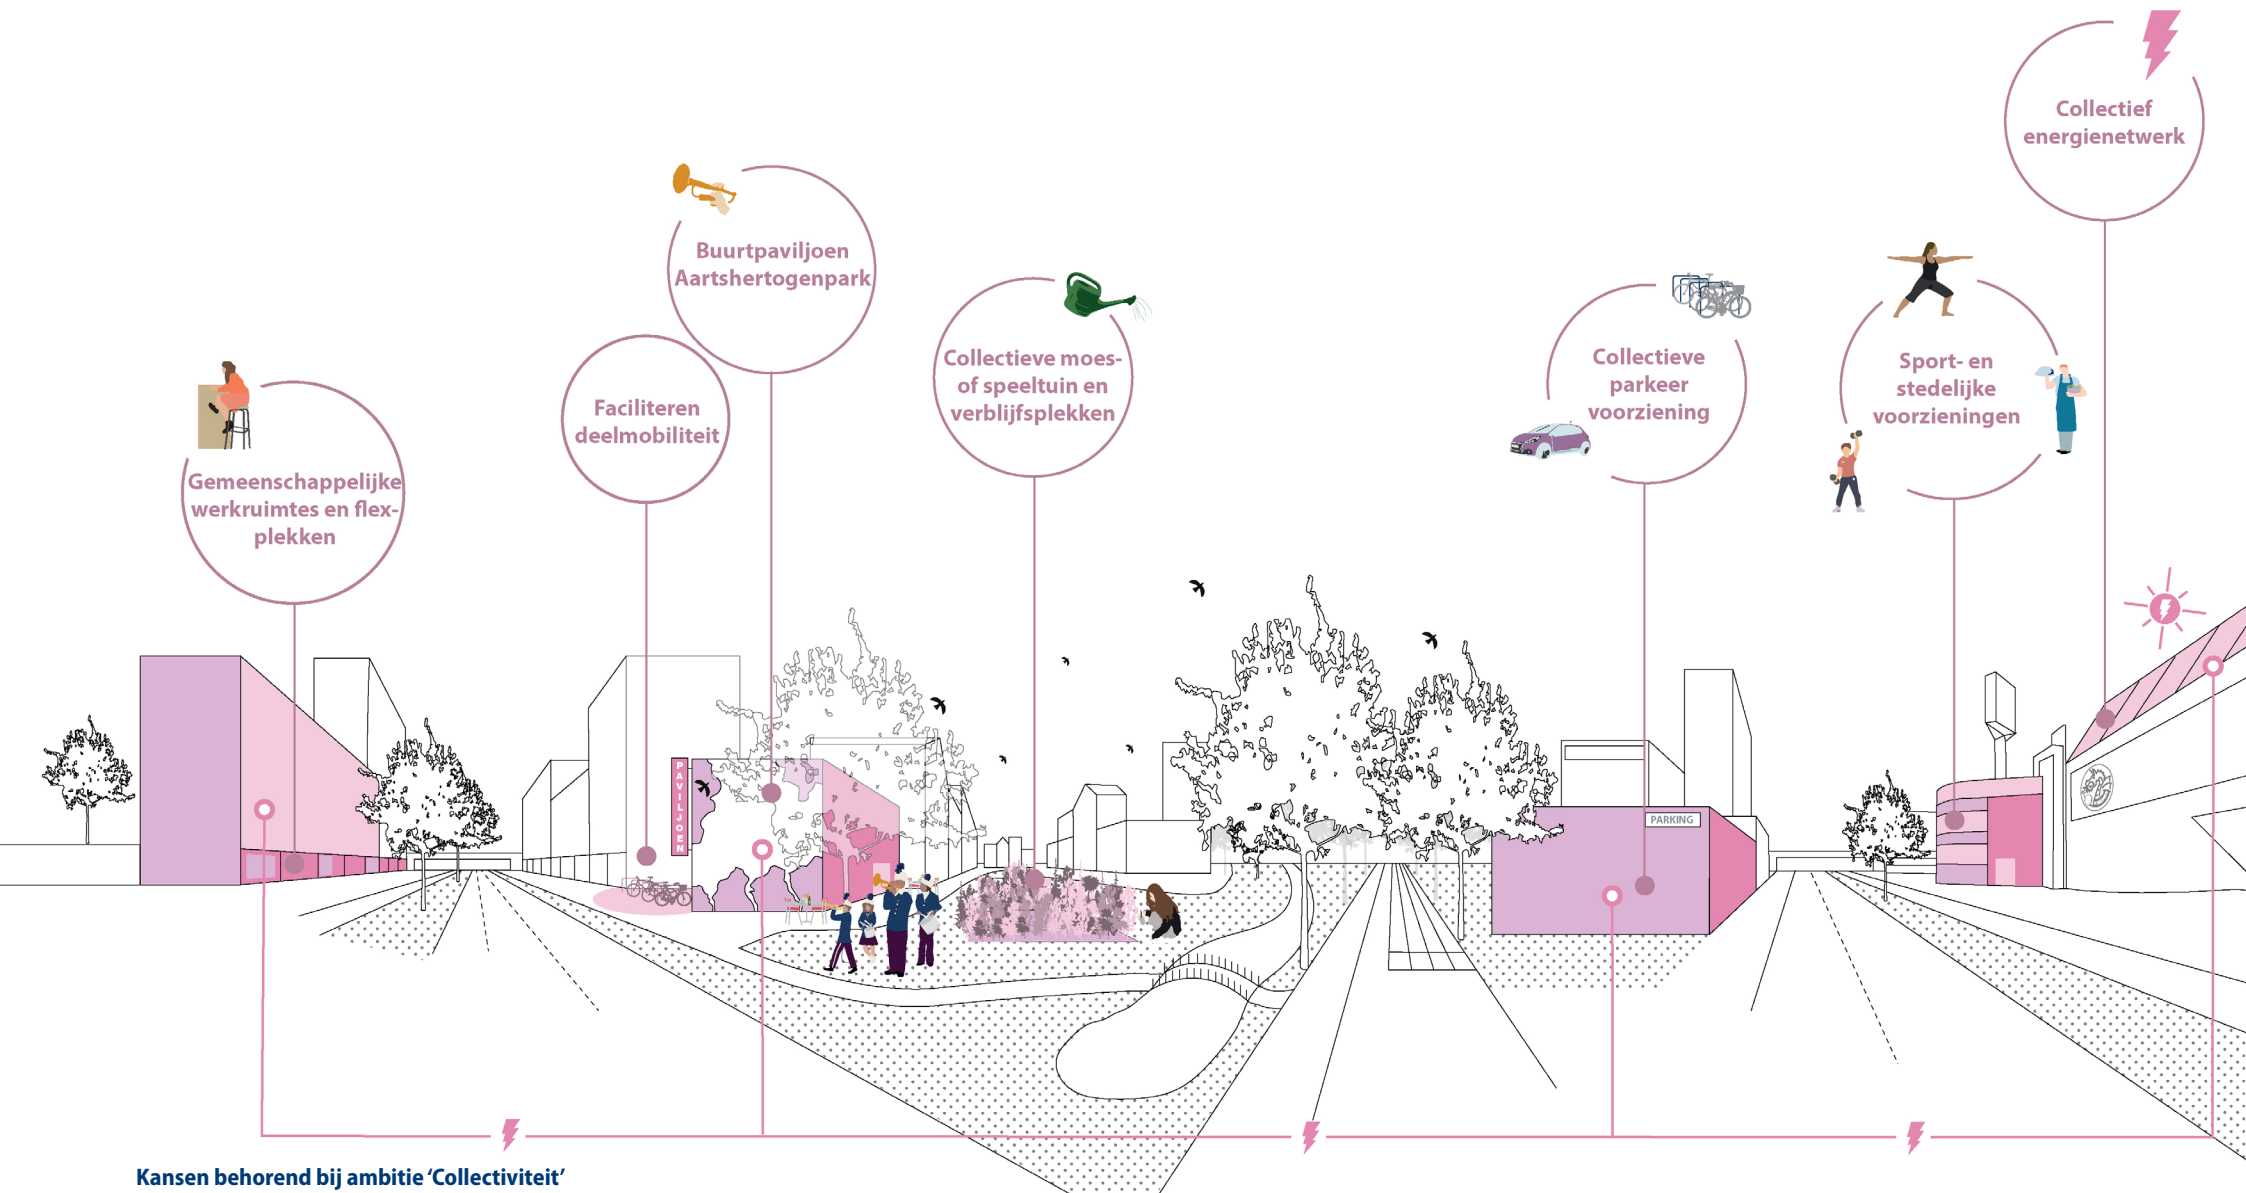 Collectief
energienetwerk
Buurtpaviljoen
Aartshertogenpark
Collectieve moes-
of speeltuin en
verblijfsplekken
Collectieve
parkeer
voorziening
Sport- en
stedelijke
voorzieningen
Faciliteren
deelmobiliteit
Gemeenschappelijke
werkruimtes en flex-
plekken
PAVILJOEN
PARKING
Kansen behorend bij ambitie ‘Collectiviteit’